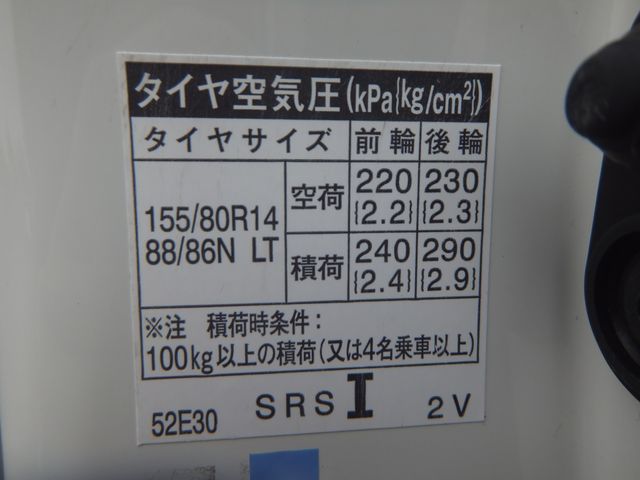 タイヤ空気圧(kPa{kg/cm²})
タイヤサイズ 前輪 後輪
155/80R14 88/86N LT
空荷 220 {2.2} 230 {2.3}
積荷 240 {2.4} 290 {2.9}
※注 積荷時条件:
100kg以上の積荷(又は4名乗車以上)
52E30 SRS I 2V